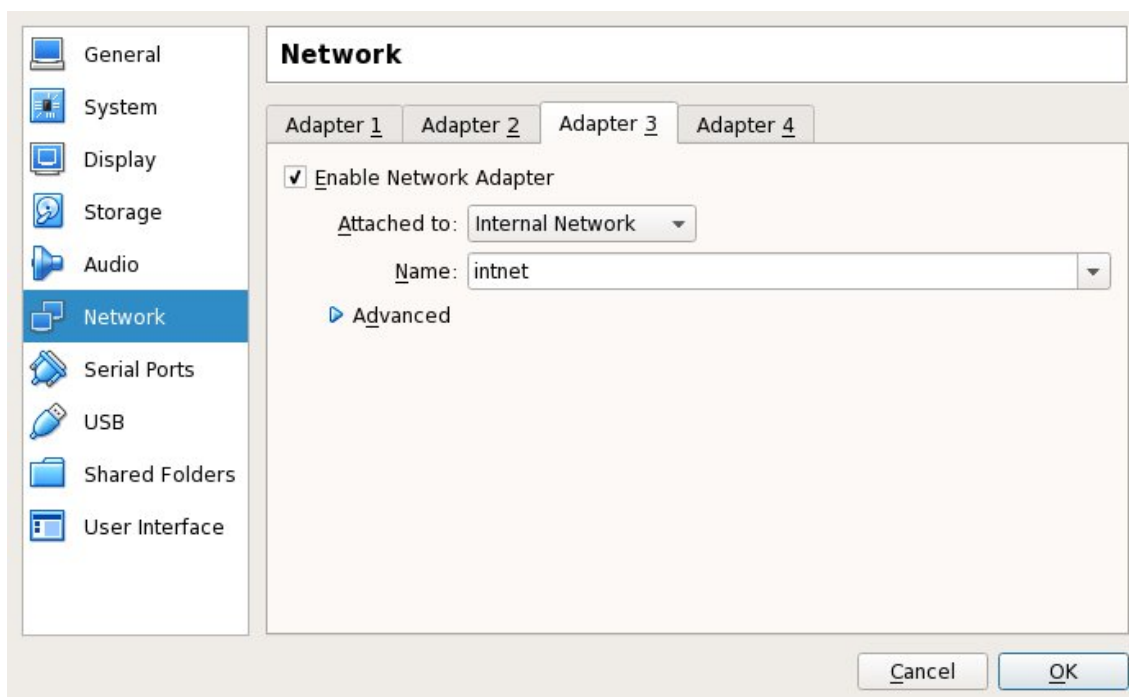 General
System
Display
Storage
Audio
Network
Serial Ports
USB
Shared Folders
User Interface
Network
Adapter 1 Adapter 2 Adapter 3 Adapter 4
Enable Network Adapter
Attached to: Internal Network
Name: intnet
Advanced
Cancel OK